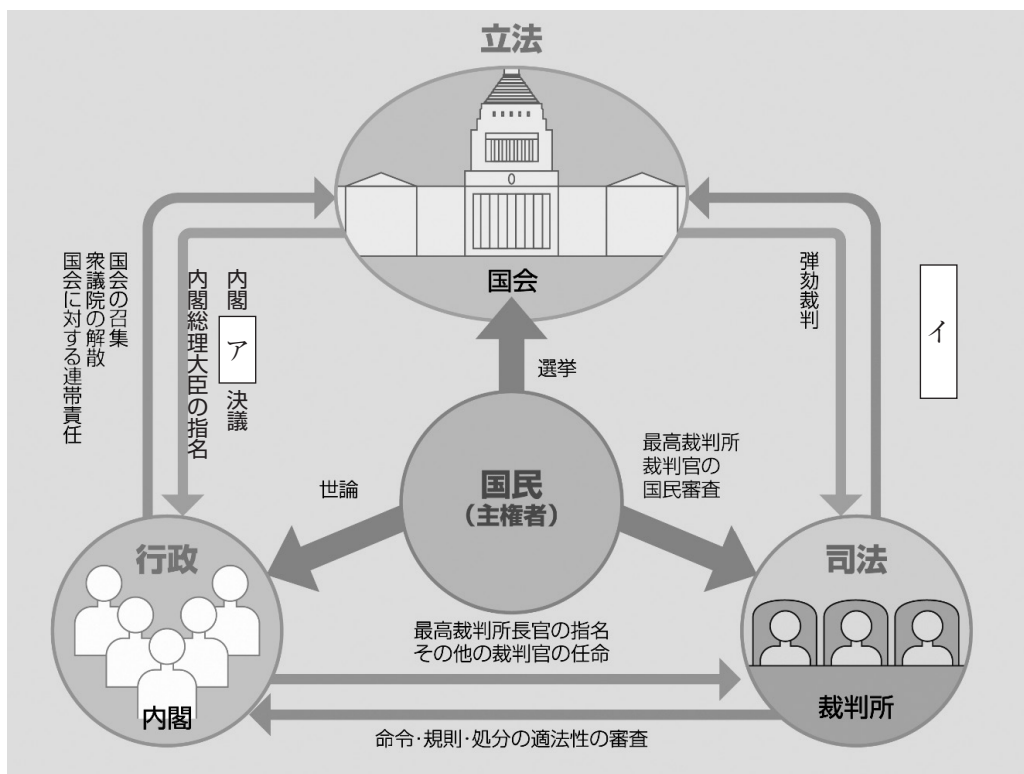 立法
国会
国会の召集
衆議院の解散
国会に対する連帯責任
内閣
ア
決議
内閣総理大臣の指名
弾劾裁判
イ
選挙
国民
(主権者)
世論
最高裁判所
裁判官の
国民審査
行政
内閣
司法
裁判所
最高裁判所長官の指名
その他の裁判官の任命
命令・規則・処分の適法性の審査